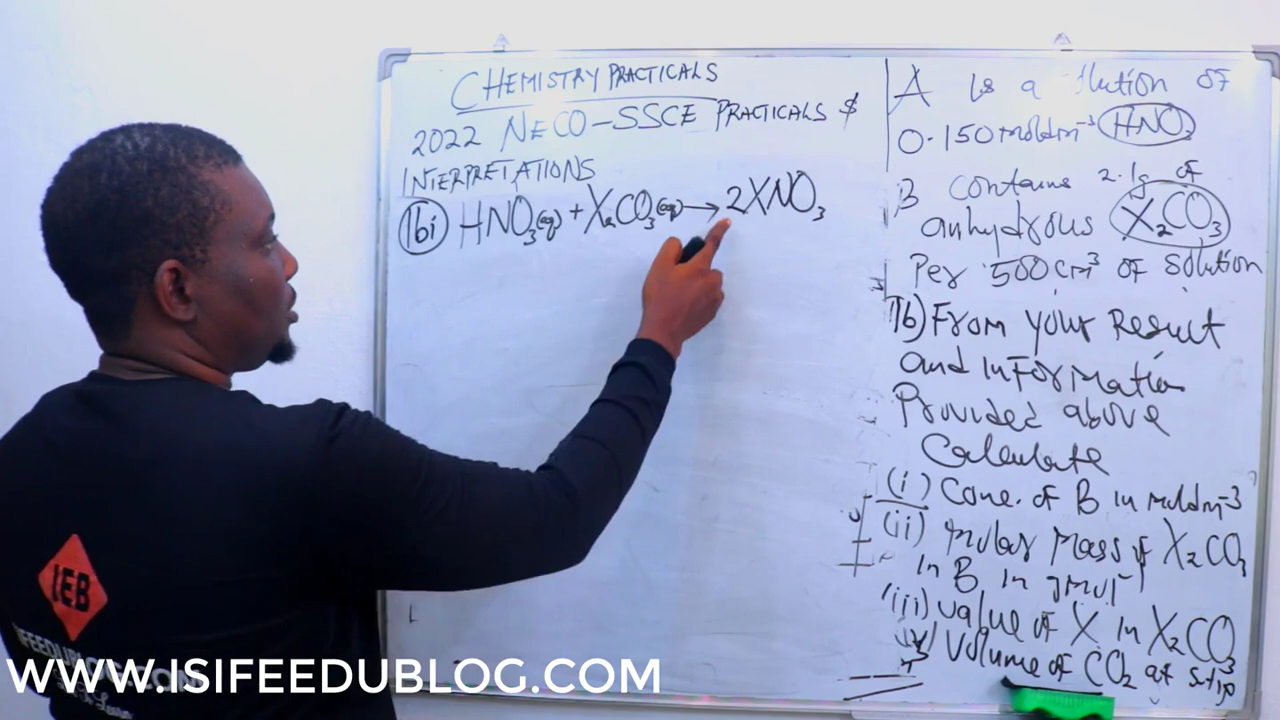 CHEMISTRY PRACTICALS
2022 NECO-SSCE PRACTICALS $
INTERPRETATIONS
1bi) HNO₃(aq) + X₂CO₃(aq) → 2XNO₃
A is a solution of
0.150moldm⁻³ HNO₃
B contains 2.1g of
anhydrous X₂CO₃
Per 500cm³ of solution
1b) From your Result
and information
Provided above
Calculate
(i) Conc. of B in moldm⁻³
(ii) molar mass of X₂CO₃
in B in gmol⁻¹
(iii) value of X in X₂CO₃
Volume of CO₂ at s.t.p
IEB
WWW.ISIFEEDUBLOG.COM